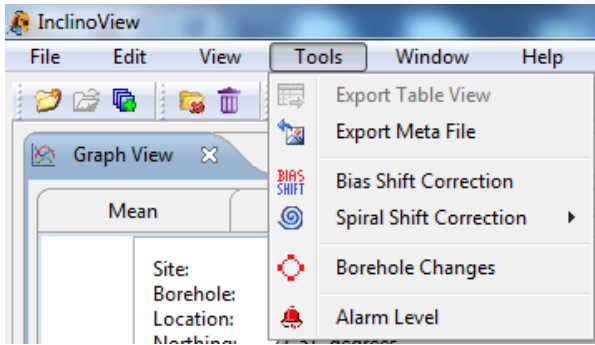 InclinoView
File Edit View Tools Window Help
Export Table View
Export Meta File
Graph View
BIAS SHIFT
Bias Shift Correction
Mean
Spiral Shift Correction
Site:
Borehole:
Borehole Changes
Location:
Alarm Level
Northing:
degrees